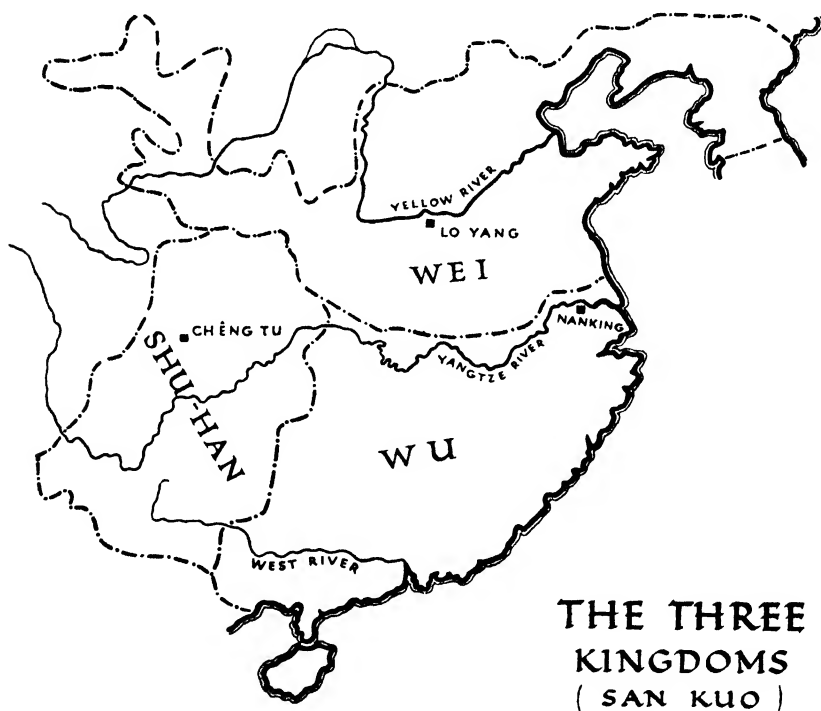 YELLOW RIVER
LO YANG
WEI
NANKING
CHÊNG TU
YANGTZE RIVER
SHU-HAN
WU
WEST RIVER
THE THREE
KINGDOMS
( SAN KUO )